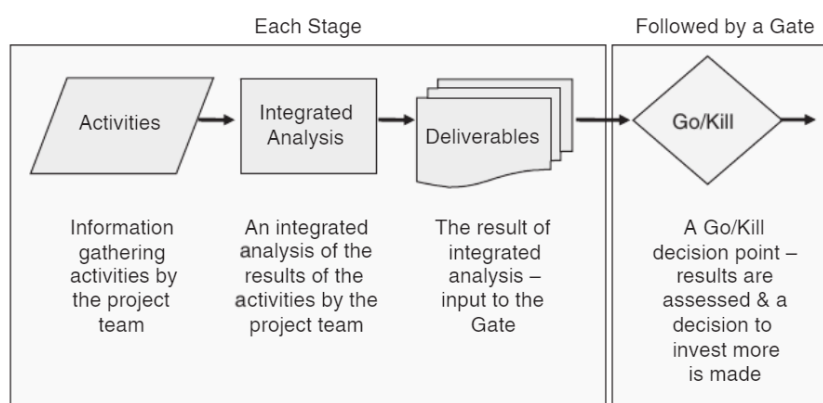 Each Stage
Followed by a Gate
Activities
Integrated
Analysis
Deliverables
Go/Kill
Information
gathering
activities by
the project
team
An integrated
analysis of the
results of the
activities by the
project team
The result of
integrated
analysis –
input to the
Gate
A Go/Kill
decision point –
results are
assessed & a
decision to
invest more
is made